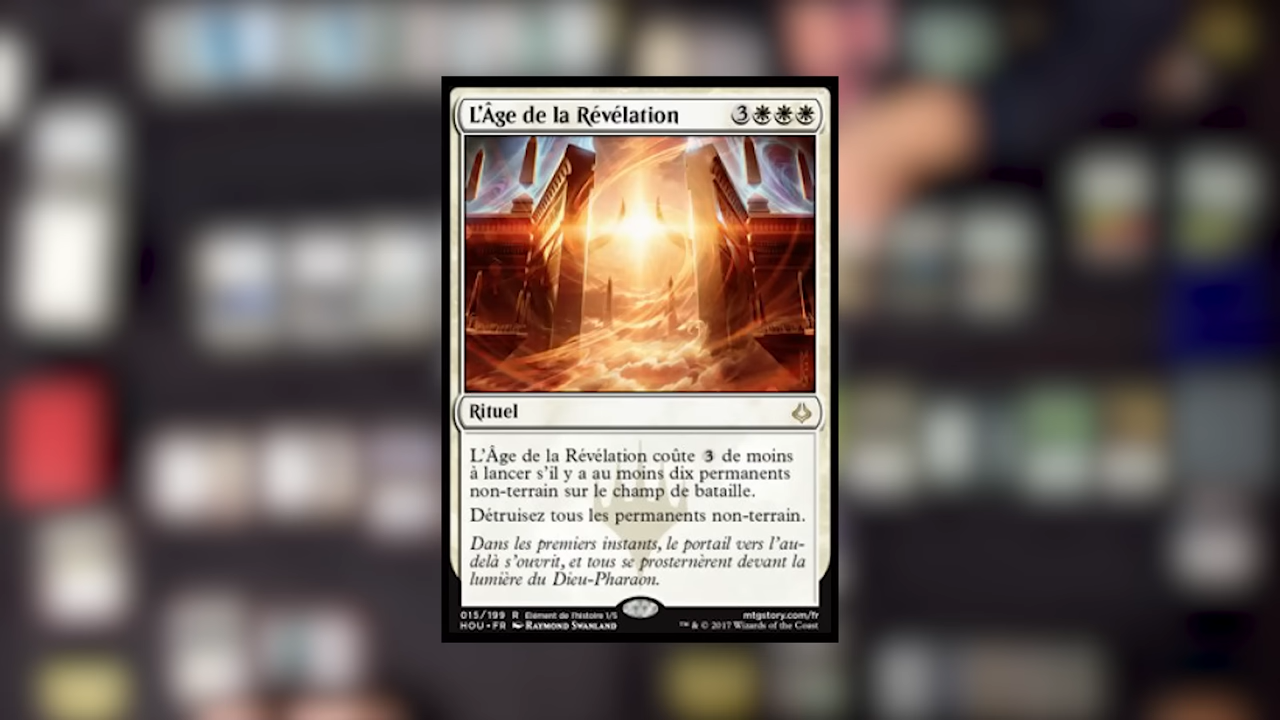 L'Âge de la Révélation 3
Rituel
L'Âge de la Révélation coûte 3 de moins
à lancer s'il y a au moins dix permanents
non-terrain sur le champ de bataille.
Détruisez tous les permanents non-terrain.
Dans les premiers instants, le portail vers l'au-
delà s'ouvrit, et tous se prosternèrent devant la
lumière du Dieu-Pharaon.
015/199 R Élément de l'histoire 1/5 mtgstory.com/fr
HOU • FR Raymond Swanland ™ & © 2017 Wizards of the Coast